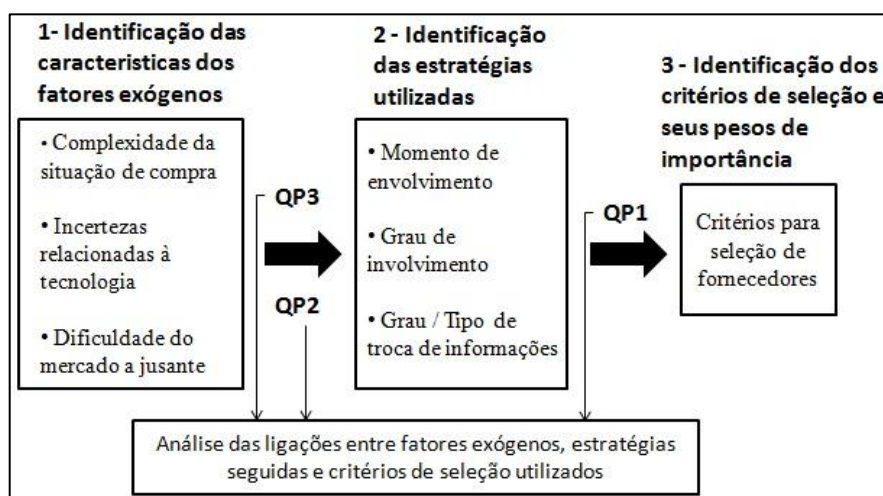 1- Identificação das
caracteristicas dos
fatores exógenos
2 - Identificação
das estratégias
utilizadas
3 - Identificação dos
critérios de seleção e
seus pesos de
importância
• Complexidade da
situação de compra
• Incertezas
relacionadas à
tecnologia
• Dificuldade do
mercado a jusante
QP3
QP2
• Momento de
envolvimento
• Grau de
involvimento
• Grau / Tipo de
troca de informações
QP1
Critérios para
seleção de
fornecedores
Análise das ligações entre fatores exógenos, estratégias
seguidas e critérios de seleção utilizados